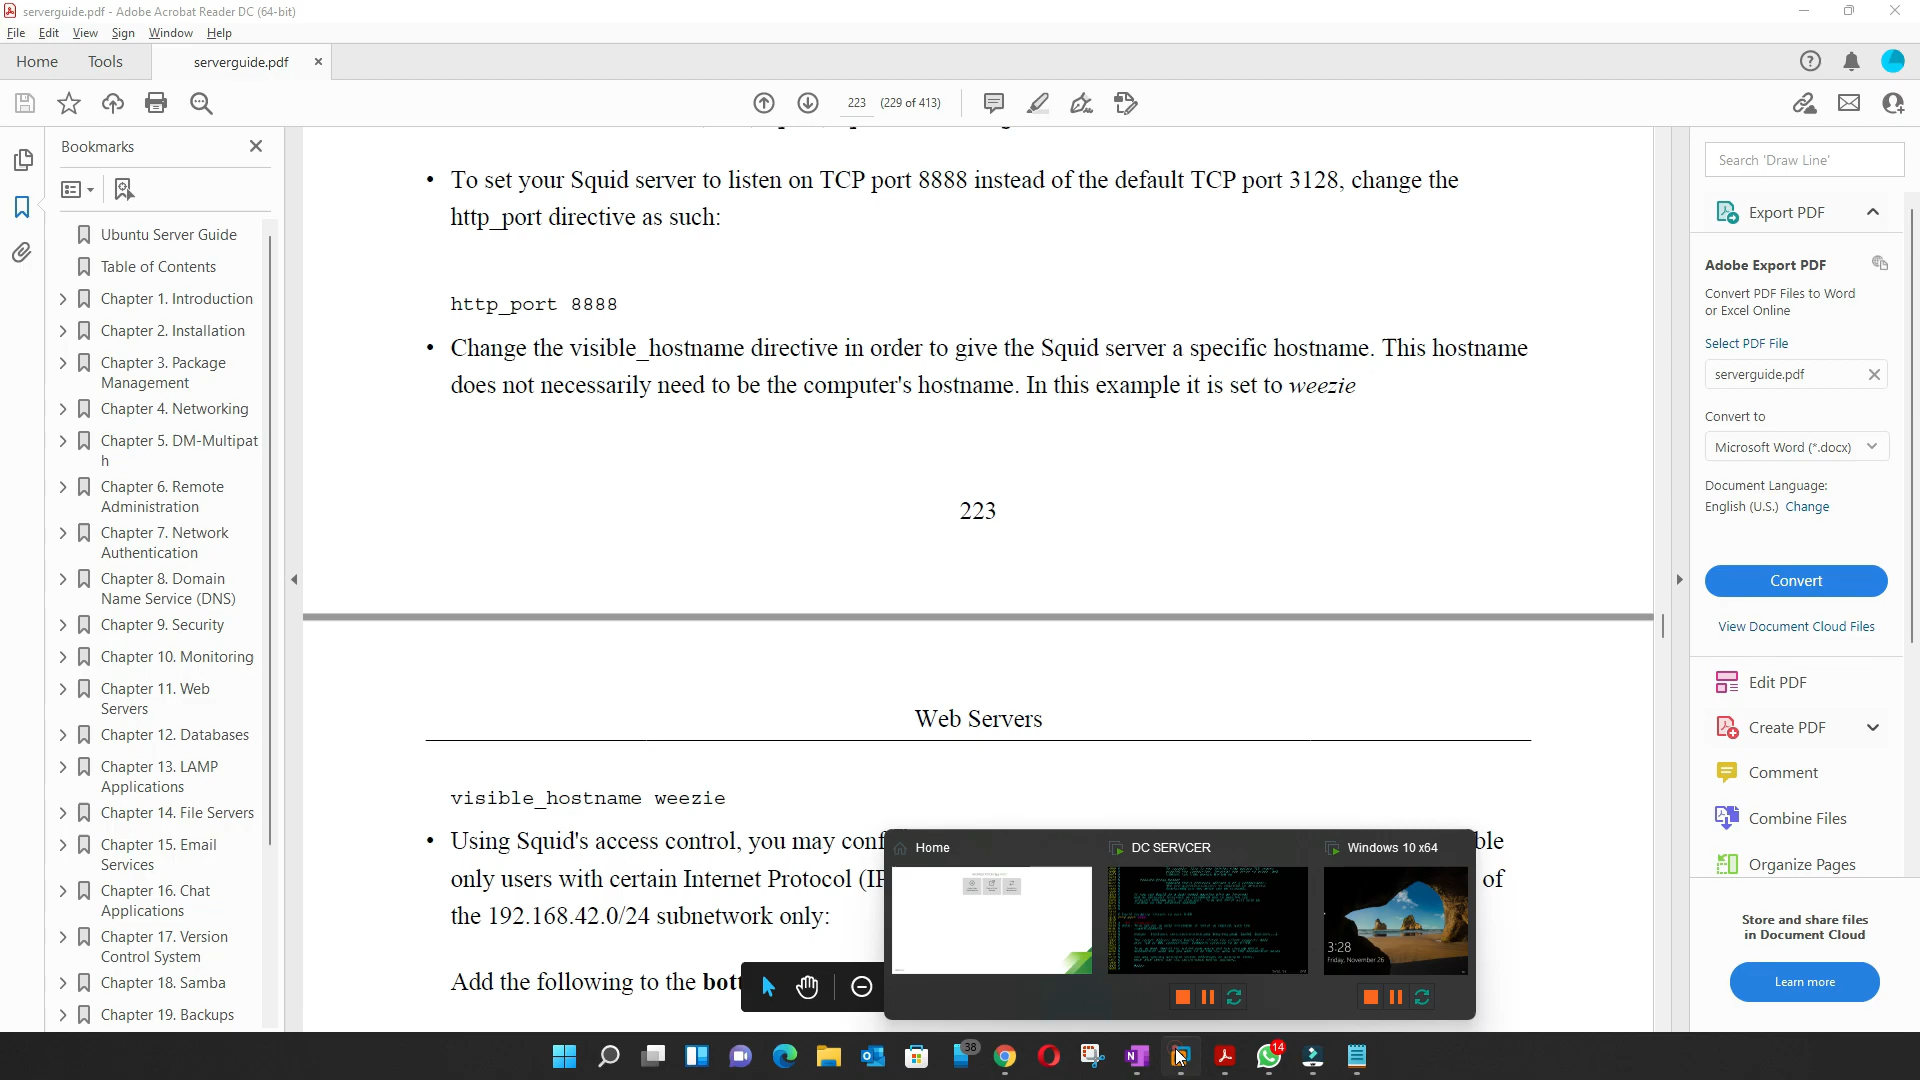 serverguide.pdf - Adobe Acrobat Reader DC (64-bit)
File Edit View Sign Window Help
Home Tools serverguide.pdf
223 (229 of 413)
Bookmarks
Ubuntu Server Guide
Table of Contents
Chapter 1. Introduction
Chapter 2. Installation
Chapter 3. Package
Management
Chapter 4. Networking
Chapter 5. DM-Multipat
h
Chapter 6. Remote
Administration
Chapter 7. Network
Authentication
Chapter 8. Domain
Name Service (DNS)
Chapter 9. Security
Chapter 10. Monitoring
Chapter 11. Web
Servers
Chapter 12. Databases
Chapter 13. LAMP
Applications
Chapter 14. File Servers
Chapter 15. Email
Services
Chapter 16. Chat
Applications
Chapter 17. Version
Control System
Chapter 18. Samba
Chapter 19. Backups
• To set your Squid server to listen on TCP port 8888 instead of the default TCP port 3128, change the
http_port directive as such:
http_port 8888
• Change the visible_hostname directive in order to give the Squid server a specific hostname. This hostname
does not necessarily need to be the computer's hostname. In this example it is set to weezie
223
Web Servers
visible_hostname weezie
• Using Squid's access control, you may conf ble
only users with certain Internet Protocol (IP of
the 192.168.42.0/24 subnetwork only:
Add the following to the bott
Home
DC SERVCER
Windows 10 x64
3:28
Friday, November 26
Search 'Draw Line'
Export PDF
Adobe Export PDF
Convert PDF Files to Word
or Excel Online
Select PDF File
serverguide.pdf
Convert to
Microsoft Word (*.docx)
Document Language:
English (U.S.) Change
Convert
View Document Cloud Files
Edit PDF
Create PDF
Comment
Combine Files
Organize Pages
Store and share files
in Document Cloud
Learn more
38
14